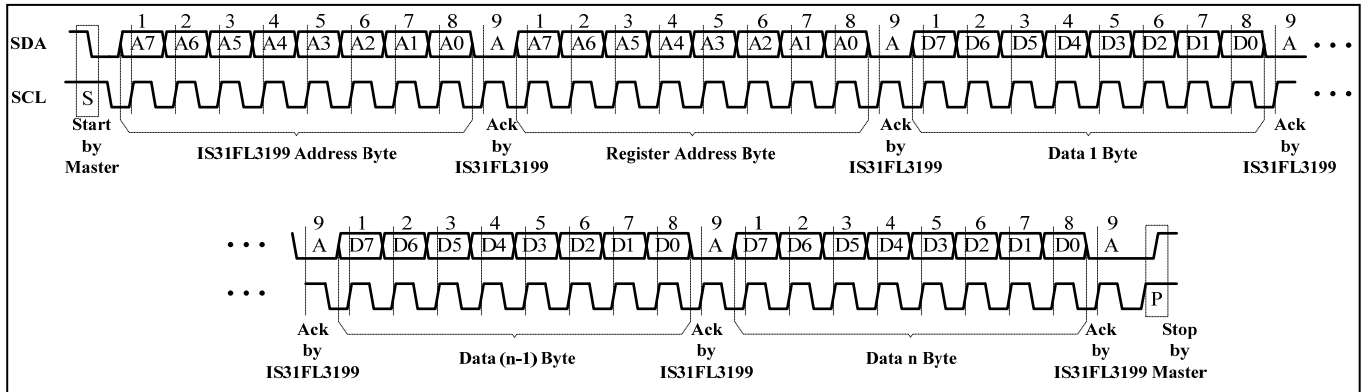 1 2 3 4 5 6 7 8 9 1 2 3 4 5 6 7 8 9 1 2 3 4 5 6 7 8 9
SDA A7 A6 A5 A4 A3 A2 A1 A0 A A7 A6 A5 A4 A3 A2 A1 A0 A D7 D6 D5 D4 D3 D2 D1 D0 A • • •
SCL S • • •
Start by Master
IS31FL3199 Address Byte
Ack by IS31FL3199
Register Address Byte
Ack by IS31FL3199
Data 1 Byte
Ack by IS31FL3199
9 1 2 3 4 5 6 7 8 9 1 2 3 4 5 6 7 8 9
• • • A D7 D6 D5 D4 D3 D2 D1 D0 A D7 D6 D5 D4 D3 D2 D1 D0 A
• • • P
Ack by IS31FL3199
Data (n-1) Byte
Ack by IS31FL3199
Data n Byte
Ack by IS31FL3199
Stop by Master